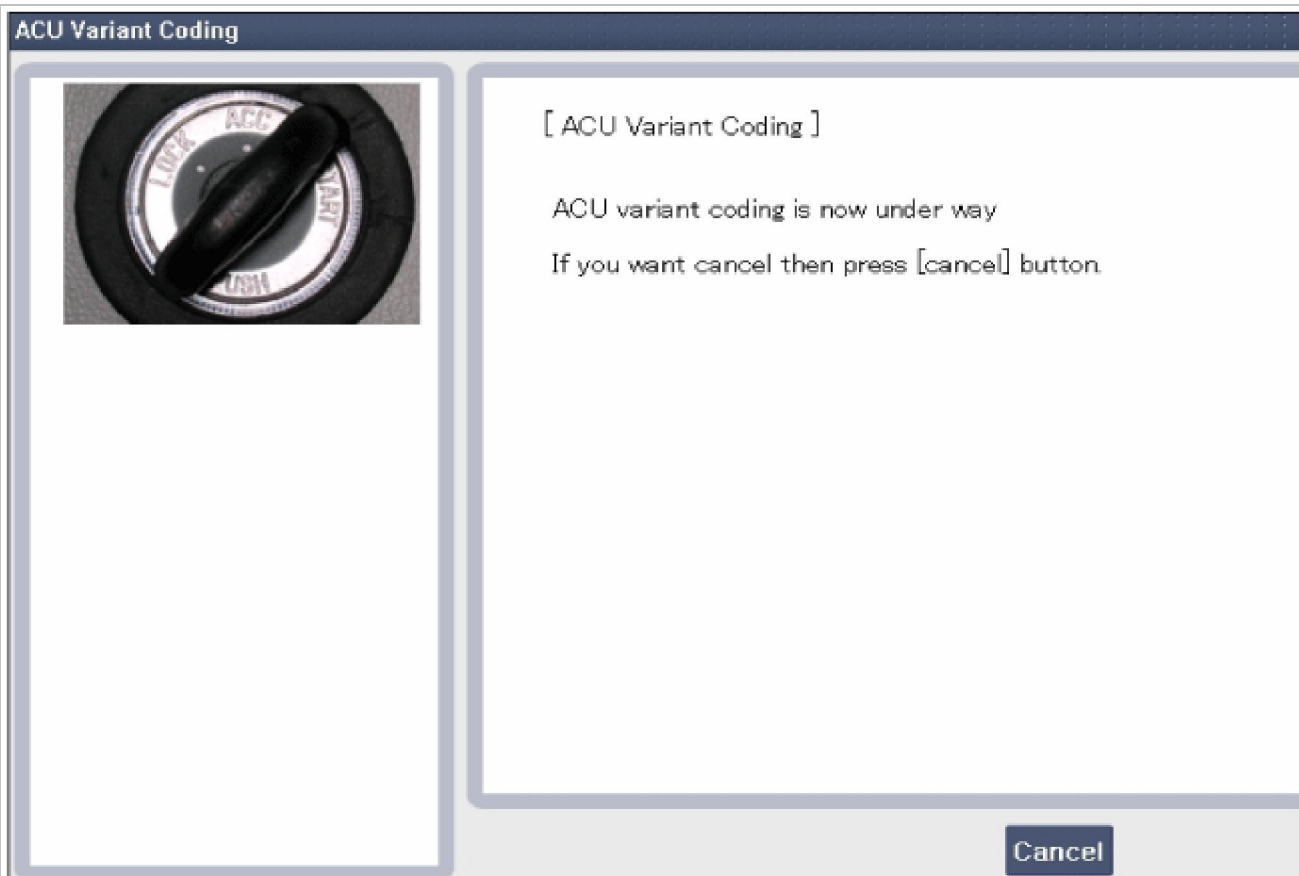 ACU Variant Coding
LOCK
ACC
PUSH
[ ACU Variant Coding ]
ACU variant coding is now under way
If you want cancel then press [cancel] button.
Cancel